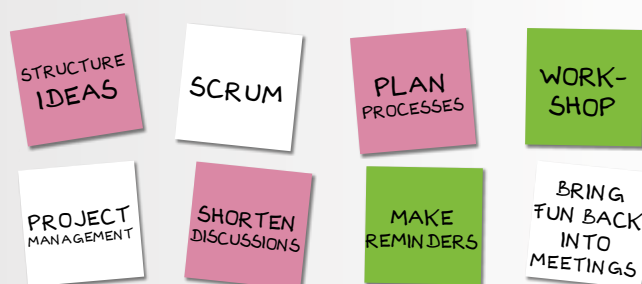 STRUCTURE
IDEAS
SCRUM
PLAN
PROCESSES
WORK-
SHOP
PROJECT
MANAGEMENT
SHORTEN
DISCUSSIONS
MAKE
REMINDERS
BRING
FUN BACK
INTO
MEETINGS